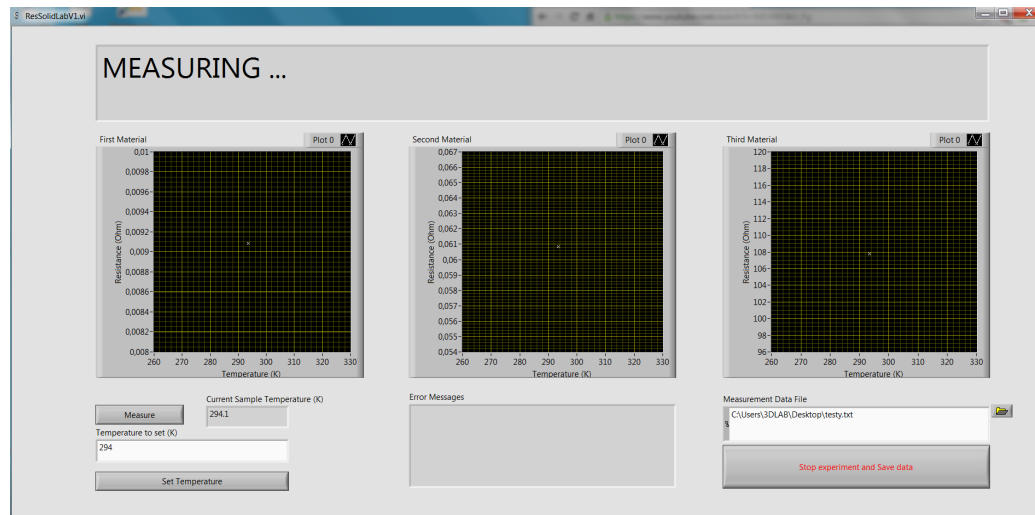 ResSolidLabV1.vi
MEASURING ...
First Material
Plot 0
0,01
0,0098
0,0096
0,0094
0,0092
0,009
0,0088
0,0086
0,0084
0,0082
0,008
Resistance (Ohm)
260 270 280 290 300 310 320 330
Temperature (K)
Second Material
Plot 0
0,067
0,066
0,065
0,064
0,063
0,062
0,061
0,06
0,059
0,058
0,057
0,056
0,055
0,054
Resistance (Ohm)
260 270 280 290 300 310 320 330
Temperature (K)
Third Material
Plot 0
120
118
116
114
112
110
108
106
104
102
100
98
96
Resistance (Ohm)
260 270 280 290 300 310 320 330
Temperature (K)
Measure
Current Sample Temperature (K)
294.1
Temperature to set (K)
294
Set Temperature
Error Messages
Measurement Data File
C:\Users\3DLAB\Desktop\testy.txt
Stop experiment and Save data